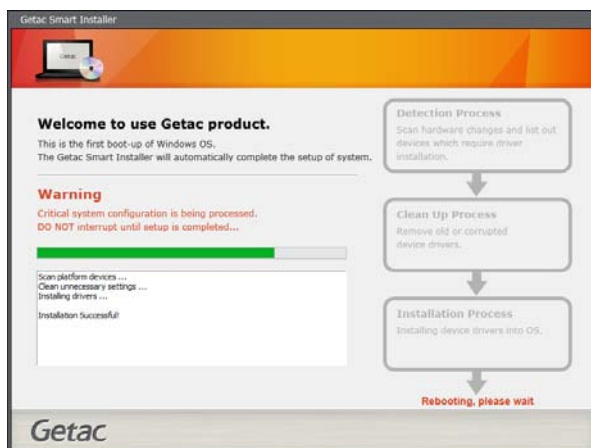 Getac Smart Installer
Getac
Welcome to use Getac product.
This is the first boot-up of Windows OS.
The Getac Smart Installer will automatically complete the setup of system.
Warning
Critical system configuration is being processed.
DO NOT interrupt until setup is completed...
Scan platform devices ...
Clean unnecessary settings ...
Installing drivers ...
Installation Successful!
Detection Process
Scan hardware changes and list out
devices which require driver
installation.
Clean Up Process
Remove old or corrupted
device drivers.
Installation Process
Installing device drivers into OS.
Rebooting, please wait
Getac